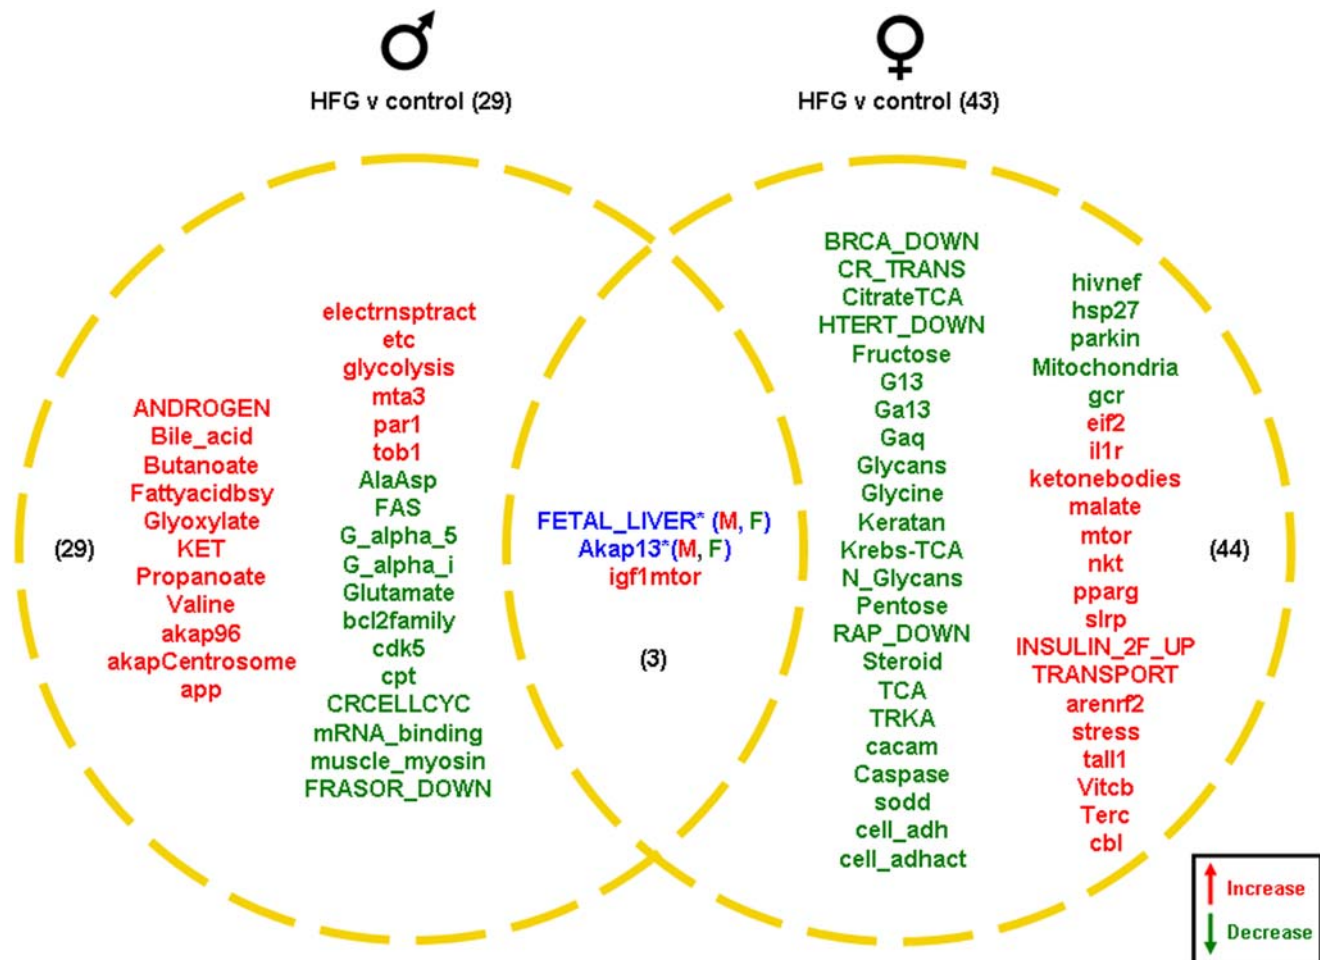 HFG v control (29)
HFG v control (43)
(29)
ANDROGEN
Bile_acid
Butanoate
Fattyacidbsy
Glyoxylate
KET
Propanoate
Valine
akap96
akapCentrosome
app
electrnsptract
etc
glycolysis
mta3
par1
tob1
AlaAsp
FAS
G_alpha_5
G_alpha_i
Glutamate
bcl2family
cdk5
cpt
CRCELLCYC
mRNA_binding
muscle_myosin
FRASOR_DOWN
FETAL_LIVER* (M, F)
Akap13*(M, F)
igf1mtor
(3)
BRCA_DOWN
CR_TRANS
CitrateTCA
HTERT_DOWN
Fructose
G13
Ga13
Gaq
Glycans
Glycine
Keratan
Krebs-TCA
N_Glycans
Pentose
RAP_DOWN
Steroid
TCA
TRKA
cacam
Caspase
sodd
cell_adh
cell_adhact
hivnef
hsp27
parkin
Mitochondria
gcr
eif2
il1r
ketonebodies
malate
mtor
nkt
pparg
slrp
INSULIN_2F_UP
TRANSPORT
arenrf2
stress
tall1
Vitcb
Terc
cbl
(44)
Increase
Decrease